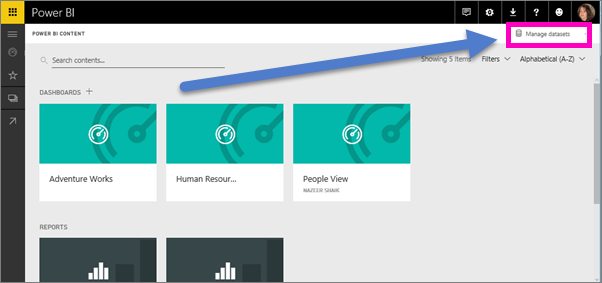 Power BI
POWER BI CONTENT
Manage datasets
Search contents...
Showing 5 Items
Filters
Alphabetical (A-Z)
DASHBOARDS +
Adventure Works
Human Resour...
People View
NAZEER SHAIK
REPORTS